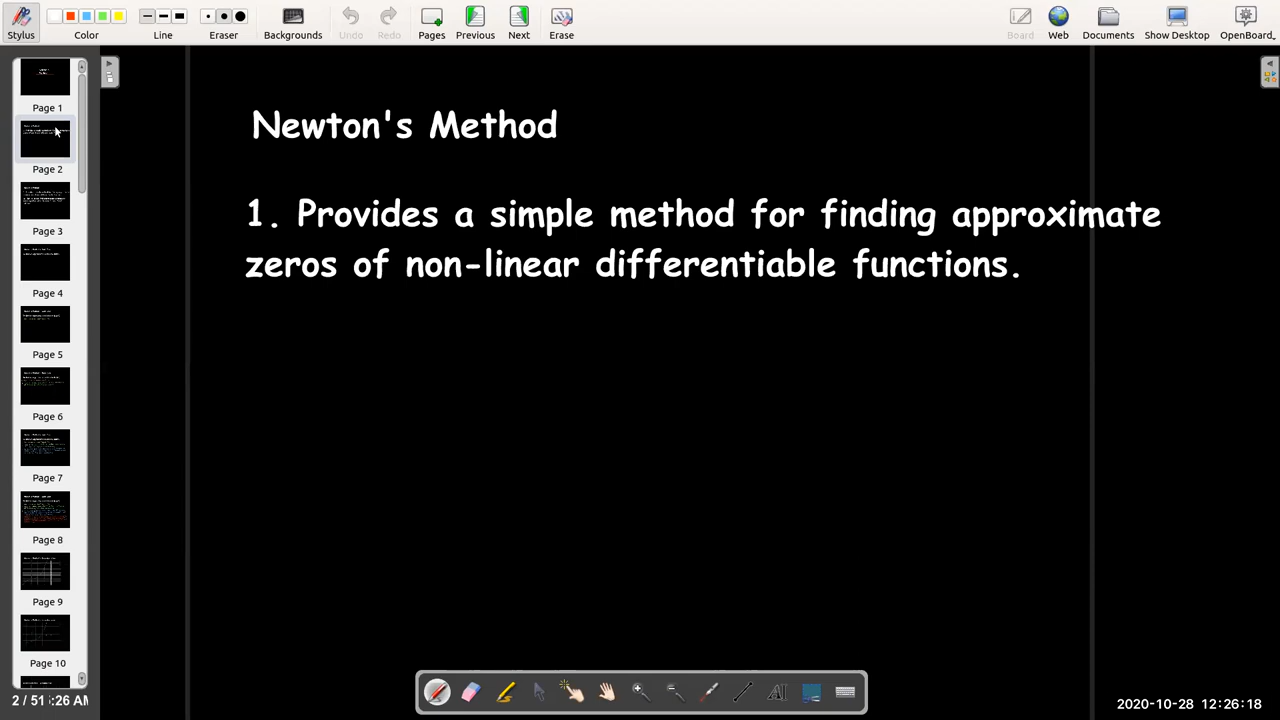 Stylus
Color
Line
Eraser
Backgrounds
Undo
Redo
Pages
Previous
Next
Erase
Board
Web
Documents
Show Desktop
OpenBoard
Page 1
Page 2
Page 3
Page 4
Page 5
Page 6
Page 7
Page 8
Page 9
Page 10
Newton's Method
1. Provides a simple method for finding approximate
zeros of non-linear differentiable functions.
2 / 51
2020-10-28 12:26:18